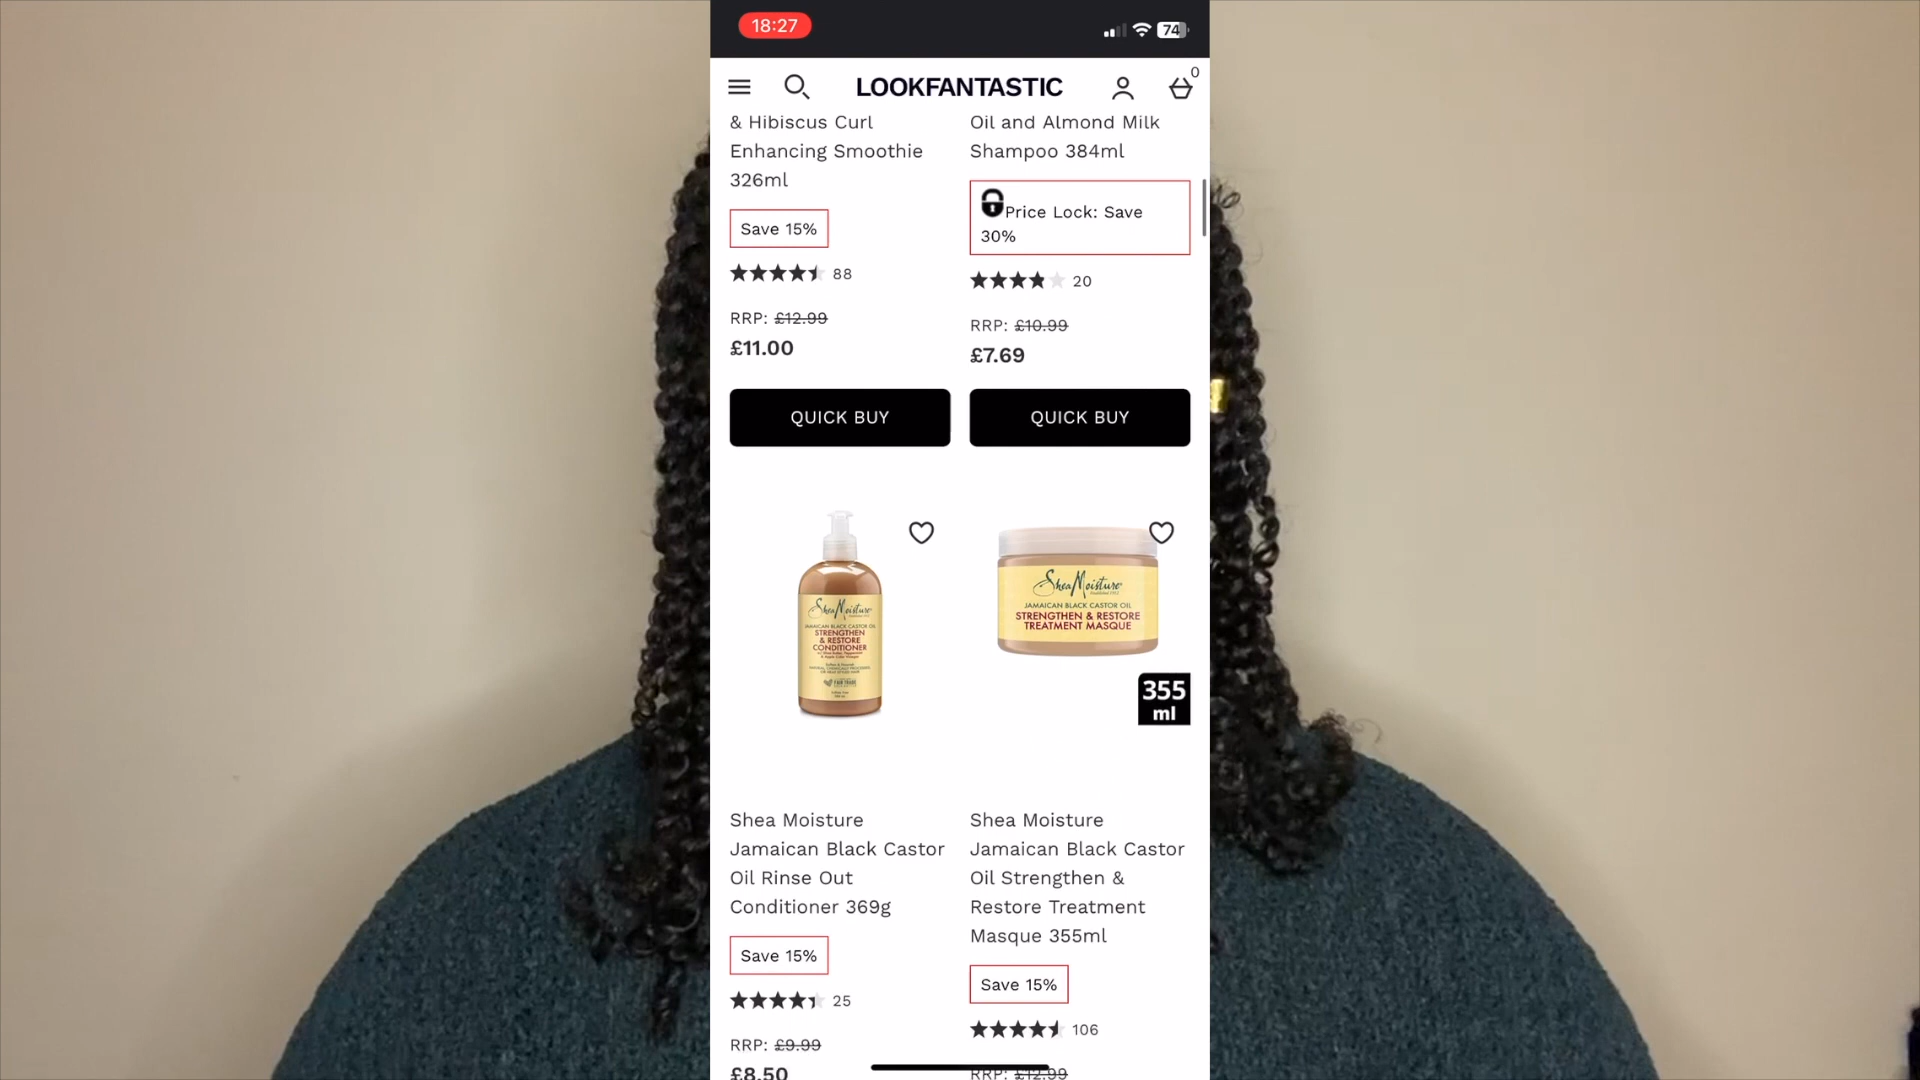 18:27
74
LOOKFANTASTIC
0
& Hibiscus Curl
Enhancing Smoothie
326ml
Save 15%
88
RRP: £12.99
£11.00
QUICK BUY
Oil and Almond Milk
Shampoo 384ml
Price Lock: Save
30%
20
RRP: £10.99
£7.69
QUICK BUY
SheaMoisture
JAMAICAN BLACK CASTOR OIL
STRENGTHEN
& RESTORE
CONDITIONER
FAIR TRADE
SheaMoisture
Established 1912
JAMAICAN BLACK CASTOR OIL
STRENGTHEN & RESTORE
TREATMENT MASQUE
355
ml
Shea Moisture
Jamaican Black Castor
Oil Rinse Out
Conditioner 369g
Save 15%
25
RRP: £9.99
£8.50
Shea Moisture
Jamaican Black Castor
Oil Strengthen &
Restore Treatment
Masque 355ml
Save 15%
106
RRP: £12.99